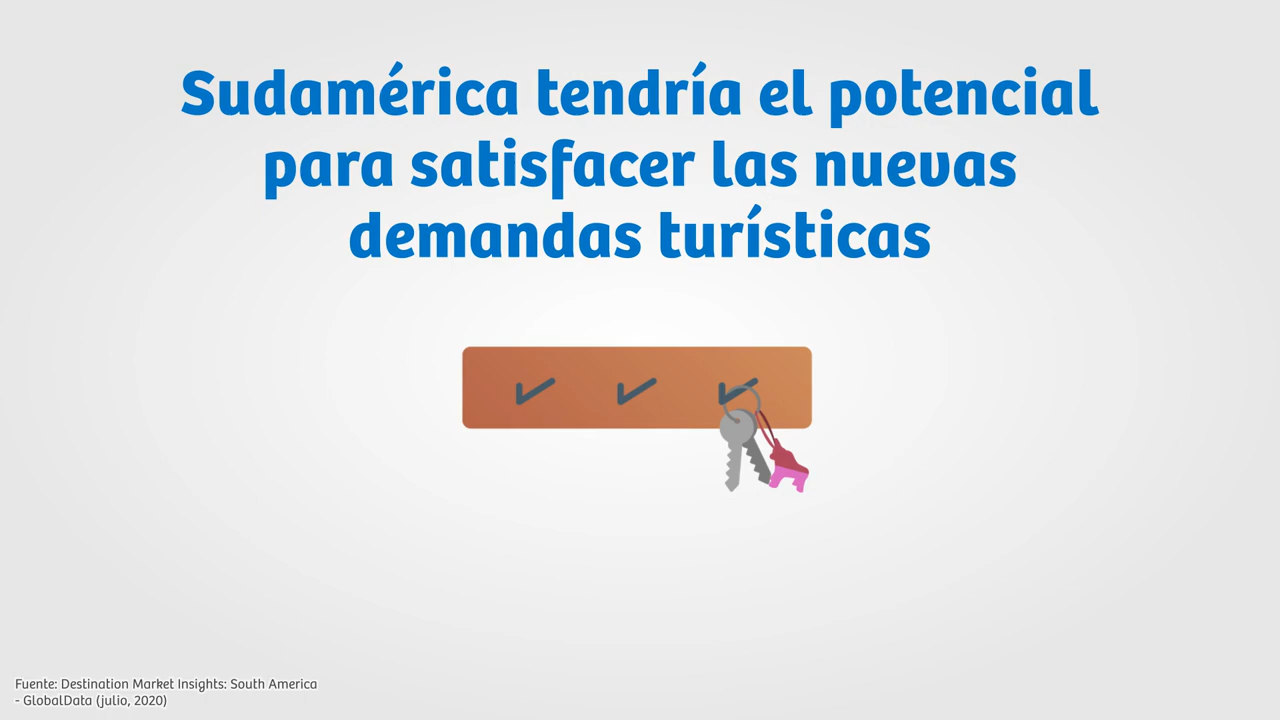 Sudamérica tendría el potencial
para satisfacer las nuevas
demandas turísticas
Fuente: Destination Market Insights: South America
- GlobalData (julio, 2020)